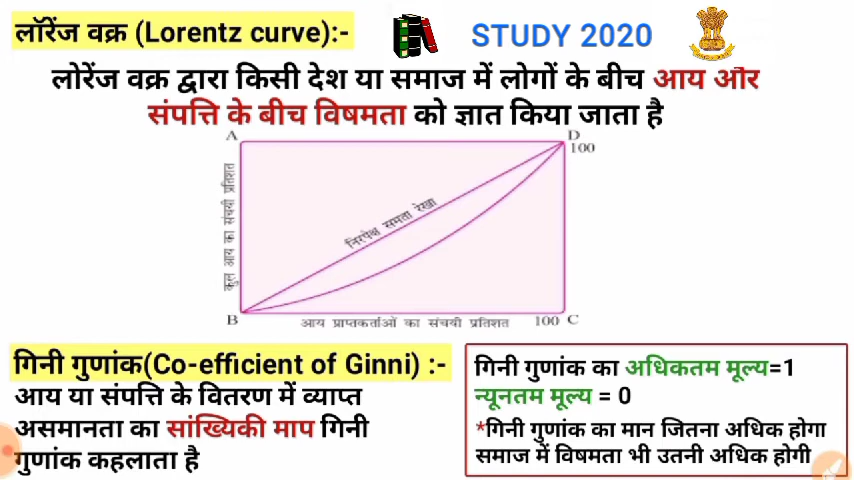 लॉरेंज वक्र (Lorentz curve):-
STUDY 2020
लोरेंज वक्र द्वारा किसी देश या समाज में लोगों के बीच आय और
संपत्ति के बीच विषमता को ज्ञात किया जाता है
A
D
100
कुल आय का संचयी प्रतिशत
निरपेक्ष समता रेखा
B
आय प्राप्तकर्ताओं का संचयी प्रतिशत
100 C
गिनी गुणांक(Co-efficient of Ginni) :-
आय या संपत्ति के वितरण में व्याप्त
असमानता का सांख्यिकी माप गिनी
गुणांक कहलाता है
गिनी गुणांक का अधिकतम मूल्य=1
न्यूनतम मूल्य = 0
*गिनी गुणांक का मान जितना अधिक होगा
समाज में विषमता भी उतनी अधिक होगी